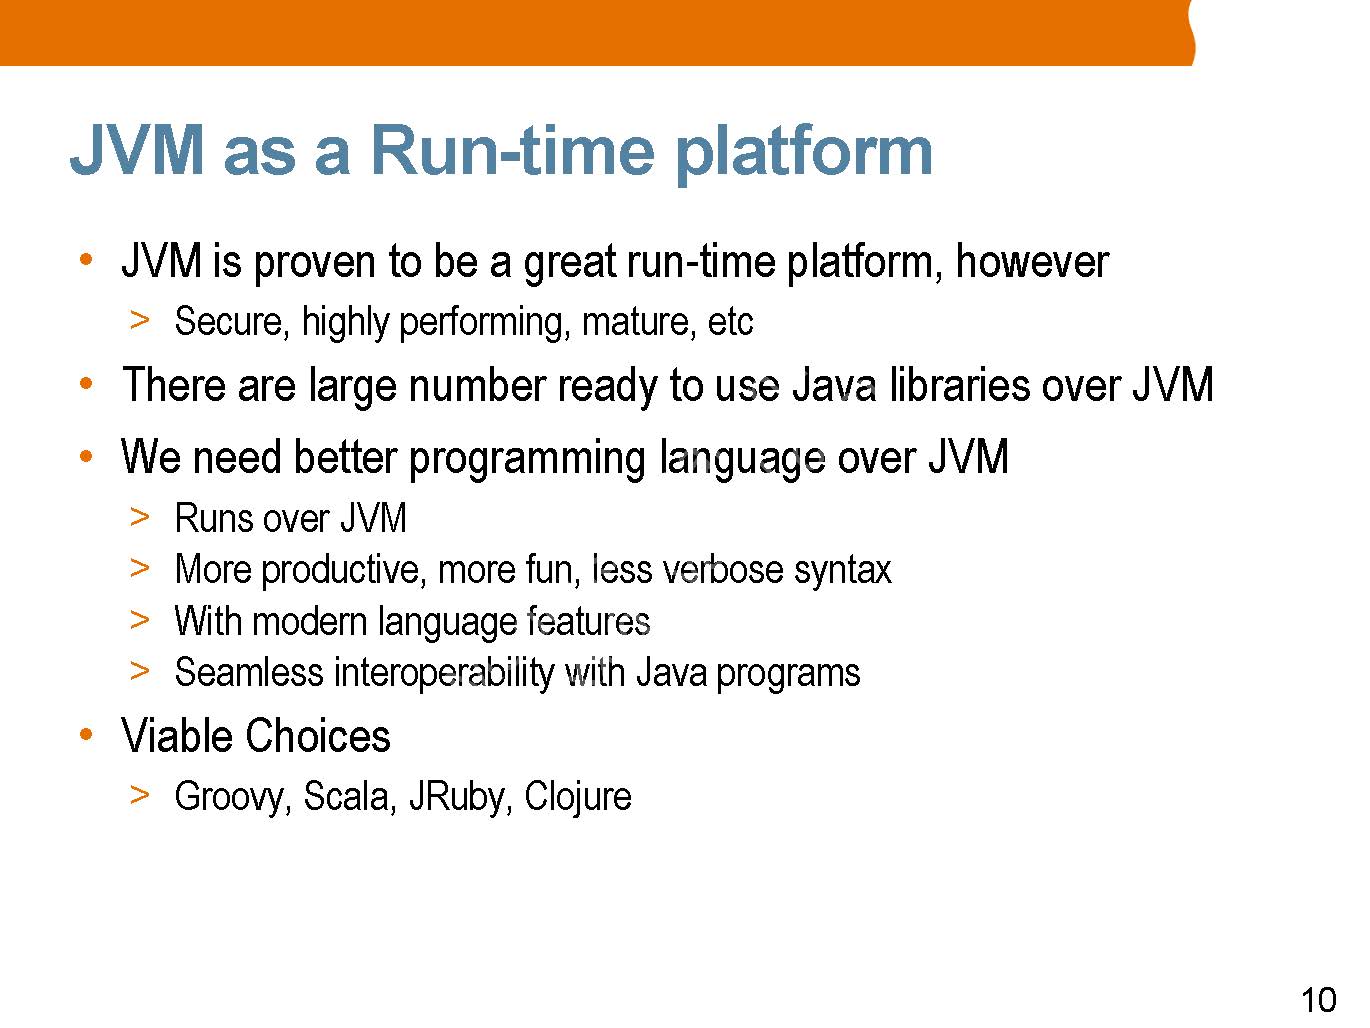 JVM as a Run-time platform
• JVM is proven to be a great run-time platform, however
> Secure, highly performing, mature, etc
• There are large number ready to use Java libraries over JVM
• We need better programming language over JVM
> Runs over JVM
> More productive, more fun, less verbose syntax
> With modern language features
> Seamless interoperability with Java programs
• Viable Choices
> Groovy, Scala, JRuby, Clojure
10